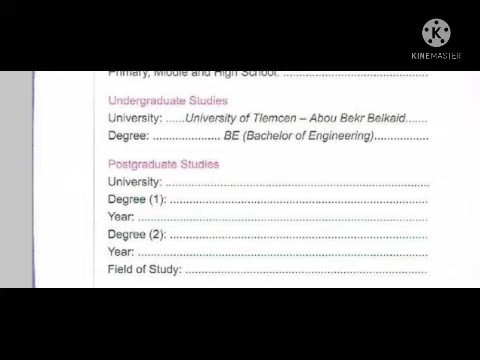 KINEMASTER
Primary, Middle and High School: ................................................
Undergraduate Studies
University: ......University of Tlemcen – Abou Bekr Belkaid.......
Degree: ...................... BE (Bachelor of Engineering)..................
Postgraduate Studies
University: ................................................................................
Degree (1): ..............................................................................
Year: ........................................................................................
Degree (2): ..............................................................................
Year: ........................................................................................
Field of Study: .........................................................................